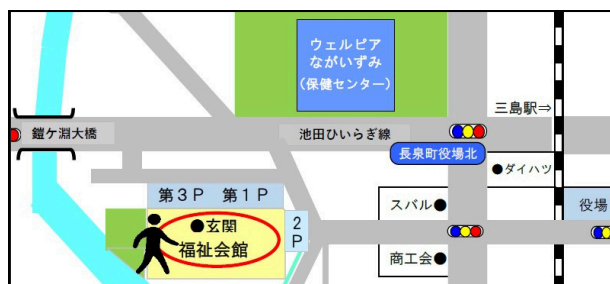 ウェルピア
ながいずみ
(保健センター)
三島駅⇒
鎧ケ淵大橋
池田ひいらぎ線
長泉町役場北
●ダイハツ
第3P 第1P
スバル●
役場
●玄関
2
P
福祉会館
商工会●